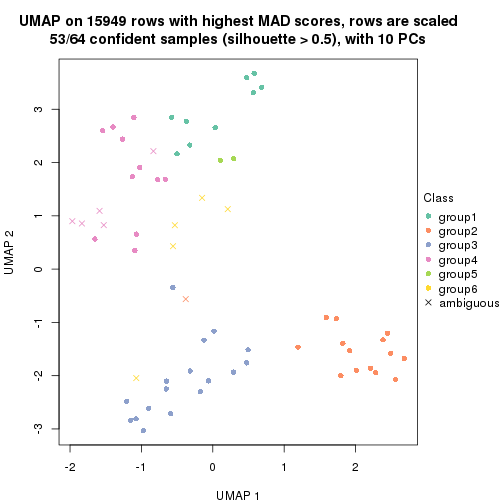 UMAP on 15949 rows with highest MAD scores, rows are scaled
53/64 confident samples (silhouette > 0.5), with 10 PCs
3
2
1
0
-1
-2
-3
UMAP 2
-2
-1
0
1
2
UMAP 1
Class
group1
group2
group3
group4
group5
group6
ambiguous